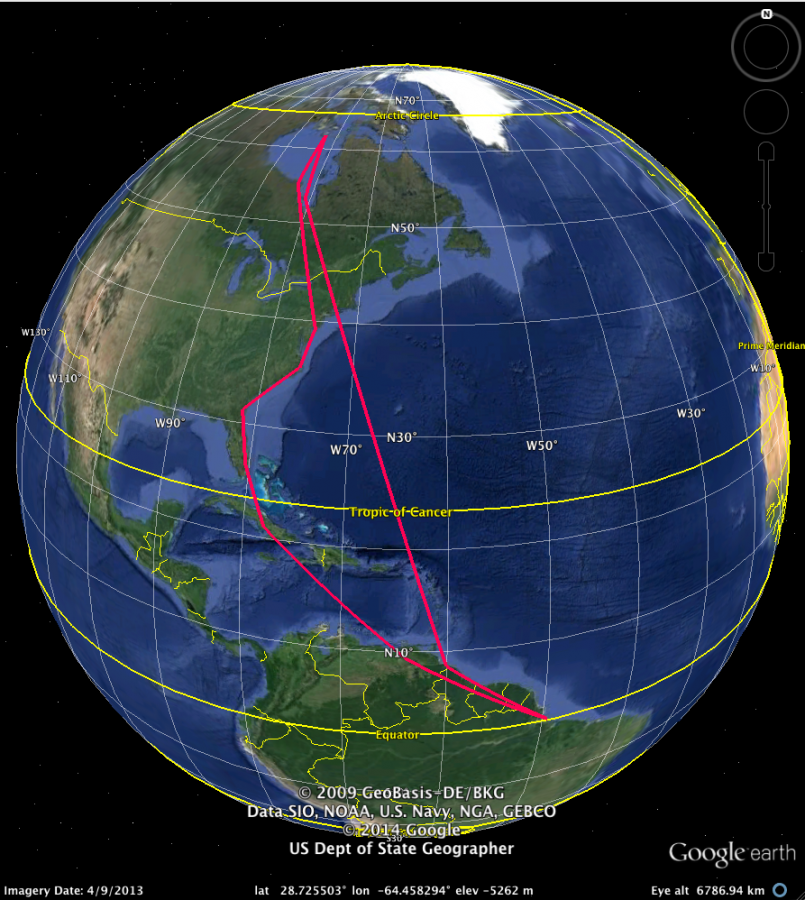 N
N70°
Arctic Circle
N50°
W130°
Prime Meridian
W10°
W110°
W30°
W90°
N30°
W50°
W70°
Tropic of Cancer
N10°
Equator
© 2009 GeoBasis-DE/BKG
Data SIO, NOAA, U.S. Navy, NGA, GEBCO
© 2014 Google
S30°
US Dept of State Geographer
Google earth
Imagery Date: 4/9/2013 lat 28.725503° lon -64.458294° elev -5262 m Eye alt 6786.94 km